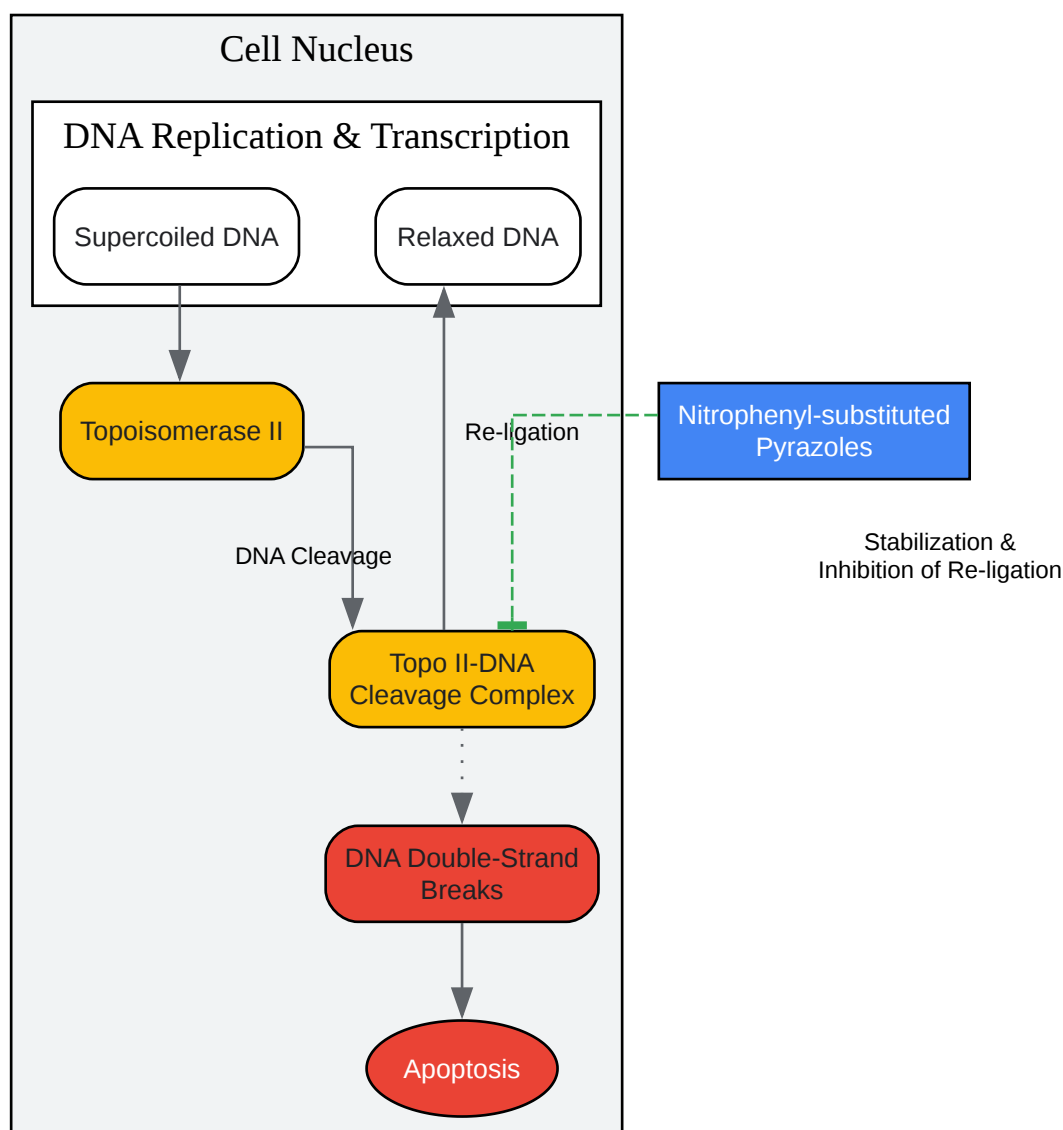 Cell Nucleus
DNA Replication & Transcription
Supercoiled DNA
Relaxed DNA
Topoisomerase II
Re-ligation
Nitrophenyl-substituted
Pyrazoles
DNA Cleavage
Stabilization &
Inhibition of Re-ligation
Topo II-DNA
Cleavage Complex
DNA Double-Strand
Breaks
Apoptosis